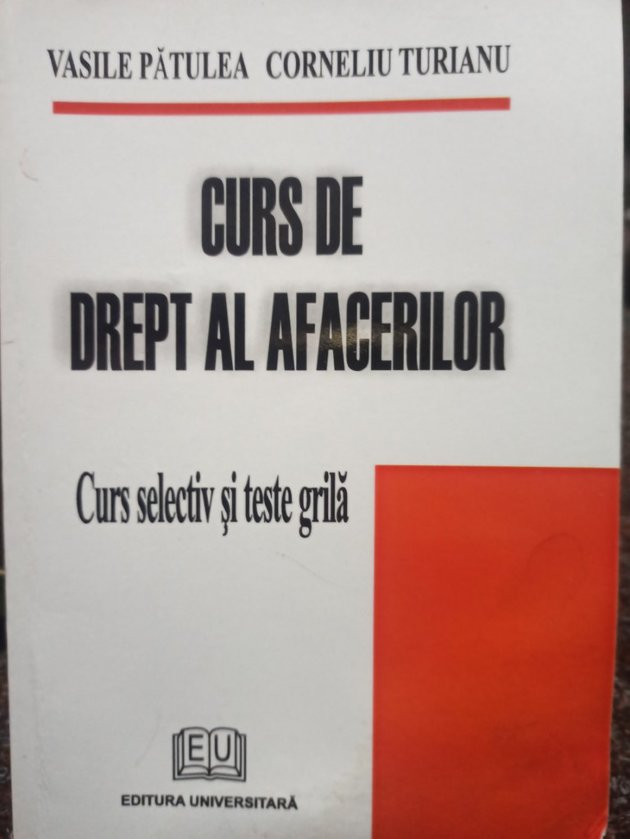 VASILE PĂTULEA CORNELIU TURIANU
CURS DE
DREPT AL AFACERILOR
Curs selectiv și teste grilă
EU
EDITURA UNIVERSITARĂ